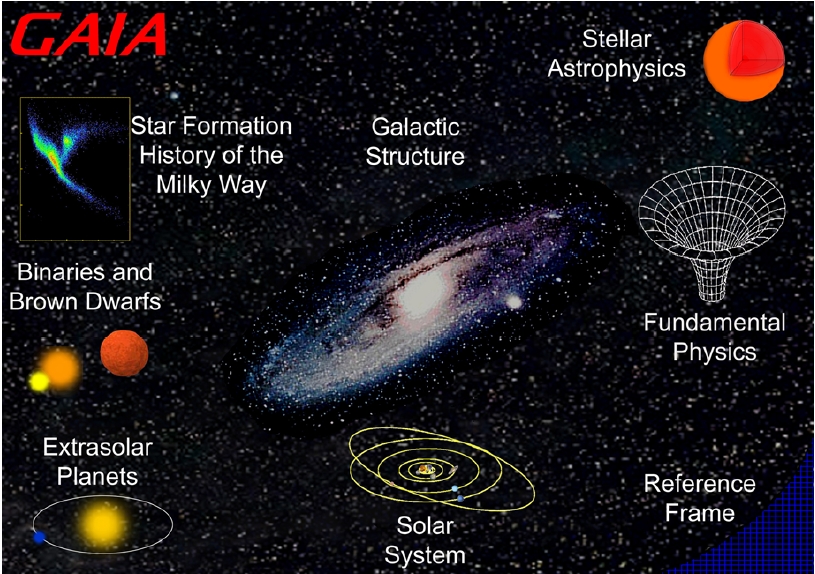 GAIA
Stellar
Astrophysics
Star Formation
History of the
Milky Way
Galactic
Structure
Binaries and
Brown Dwarfs
Fundamental
Physics
Extrasolar
Planets
Solar
System
Reference
Frame